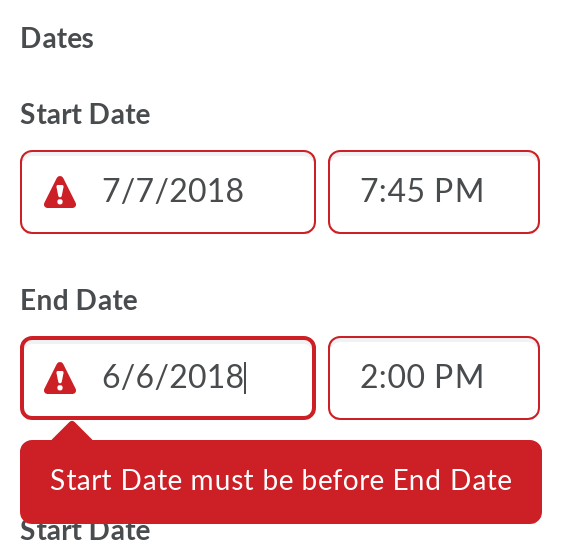 Dates
Start Date
7/7/2018 7:45 PM
End Date
6/6/2018 2:00 PM
Start Date must be before End Date
Start Date